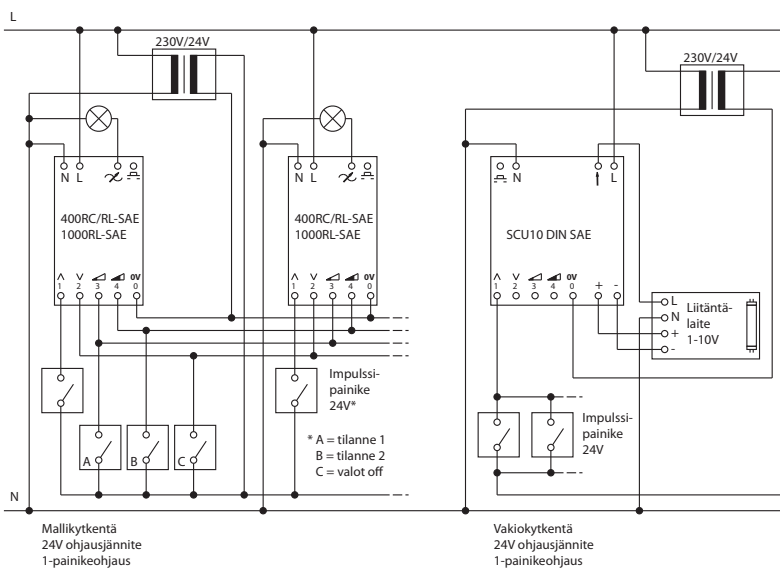 L
230V/24V
230V/24V
N L
N L
N
L
400RC/RL-SAE
1000RL-SAE
400RC/RL-SAE
1000RL-SAE
SCU10 DIN SAE
1 2 3 4 0V 0
1 2 3 4 0V 0
1 2 3 4 0V 0 + -
L
N
+
-
Liitäntä-
laite
1-10V
Impulssi-
painike
24V*
Impulssi-
painike
24V
A
B
C
* A = tilanne 1
B = tilanne 2
C = valot off
N
Mallikytkentä
24V ohjausjännite
1-painikeohjaus
Vakiokytkentä
24V ohjausjännite
1-painikeohjaus